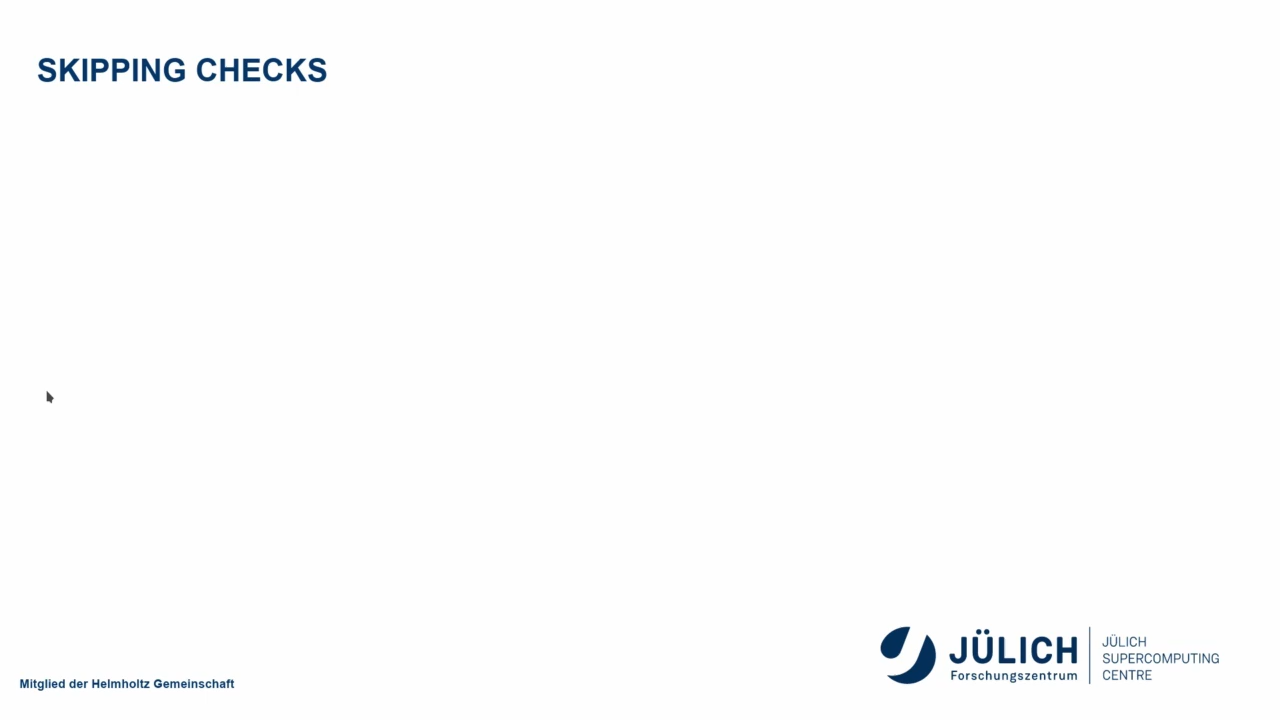 SKIPPING CHECKS
JÜLICH
Forschungszentrum
JÜLICH
SUPERCOMPUTING
CENTRE
Mitglied der Helmholtz Gemeinschaft